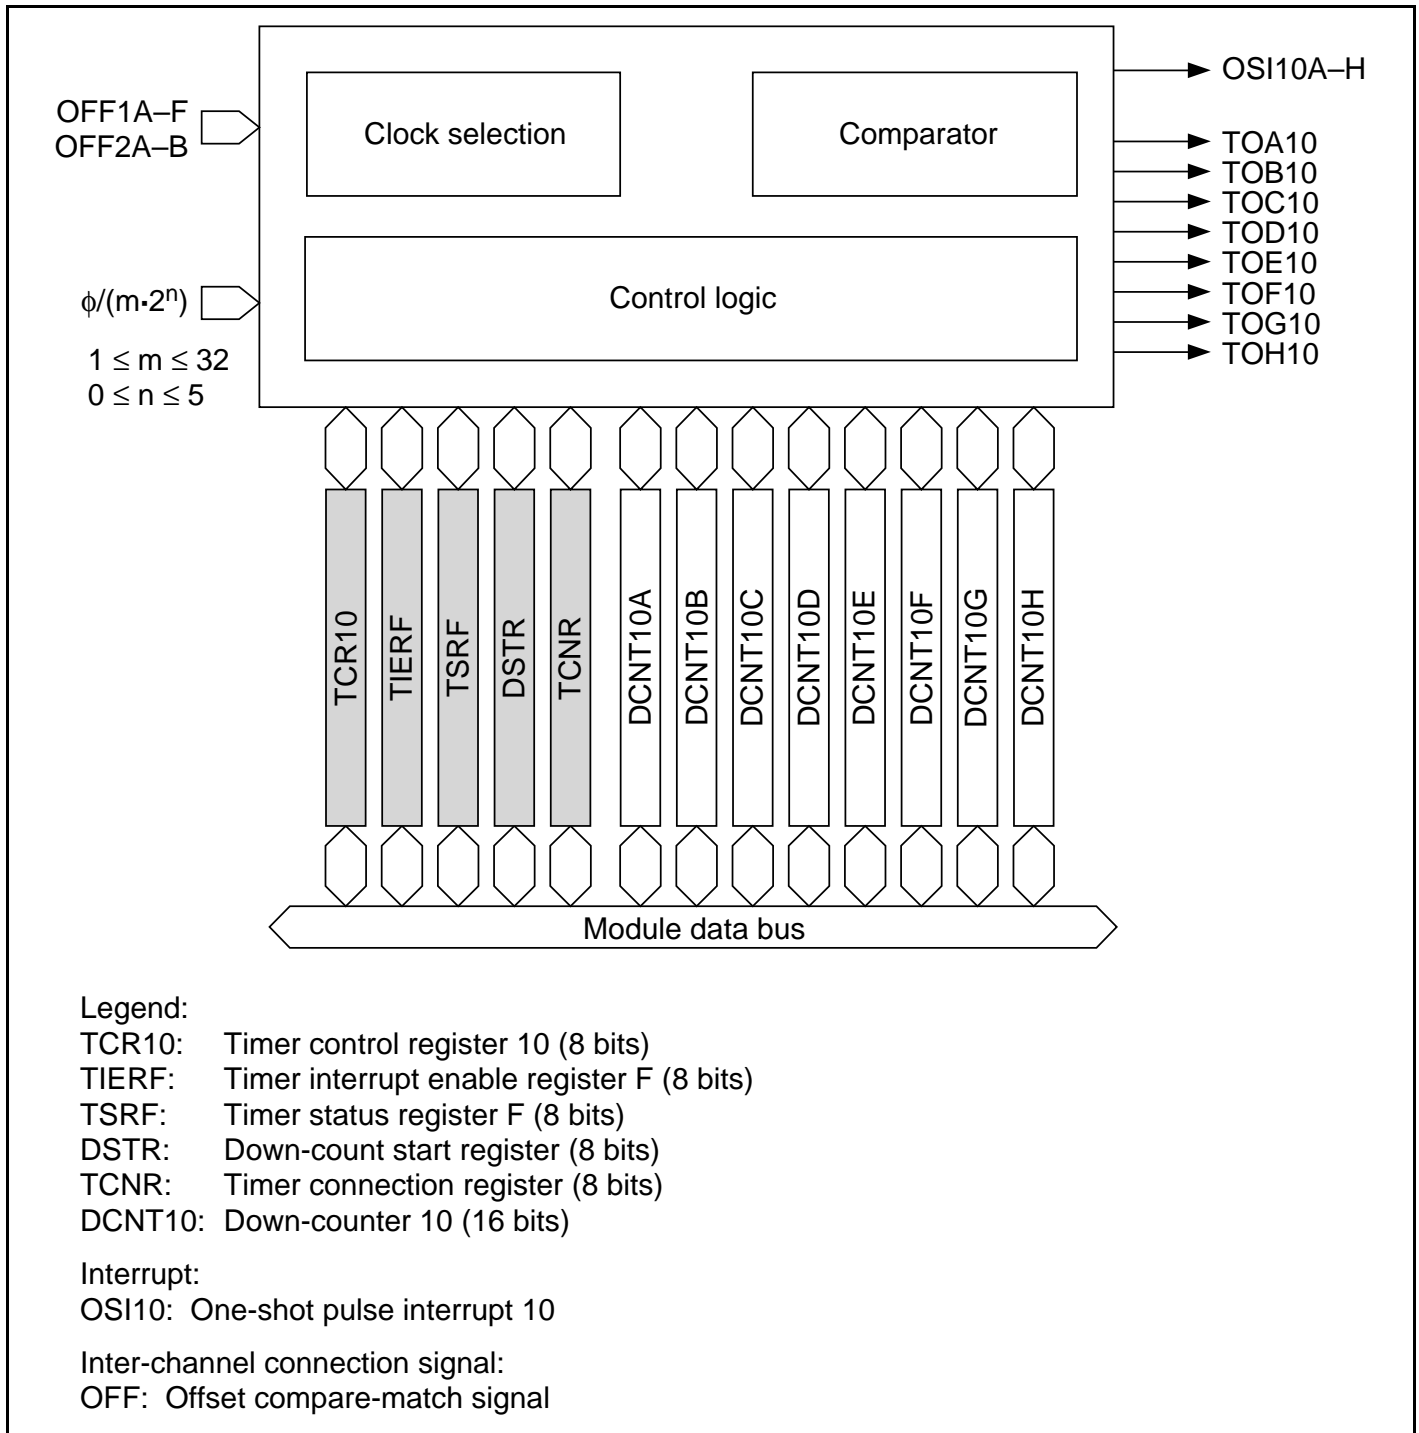 OSI10A–H
OFF1A–F
OFF2A–B
Clock selection
Comparator
TOA10
TOB10
TOC10
TOD10
TOE10
TOF10
TOG10
TOH10
ϕ/(m·2ⁿ)
1 ≤ m ≤ 32
0 ≤ n ≤ 5
Control logic
TCR10
TIERF
TSRF
DSTR
TCNR
DCNT10A
DCNT10B
DCNT10C
DCNT10D
DCNT10E
DCNT10F
DCNT10G
DCNT10H
Module data bus
Legend:
TCR10: Timer control register 10 (8 bits)
TIERF: Timer interrupt enable register F (8 bits)
TSRF: Timer status register F (8 bits)
DSTR: Down-count start register (8 bits)
TCNR: Timer connection register (8 bits)
DCNT10: Down-counter 10 (16 bits)
Interrupt:
OSI10: One-shot pulse interrupt 10
Inter-channel connection signal:
OFF: Offset compare-match signal